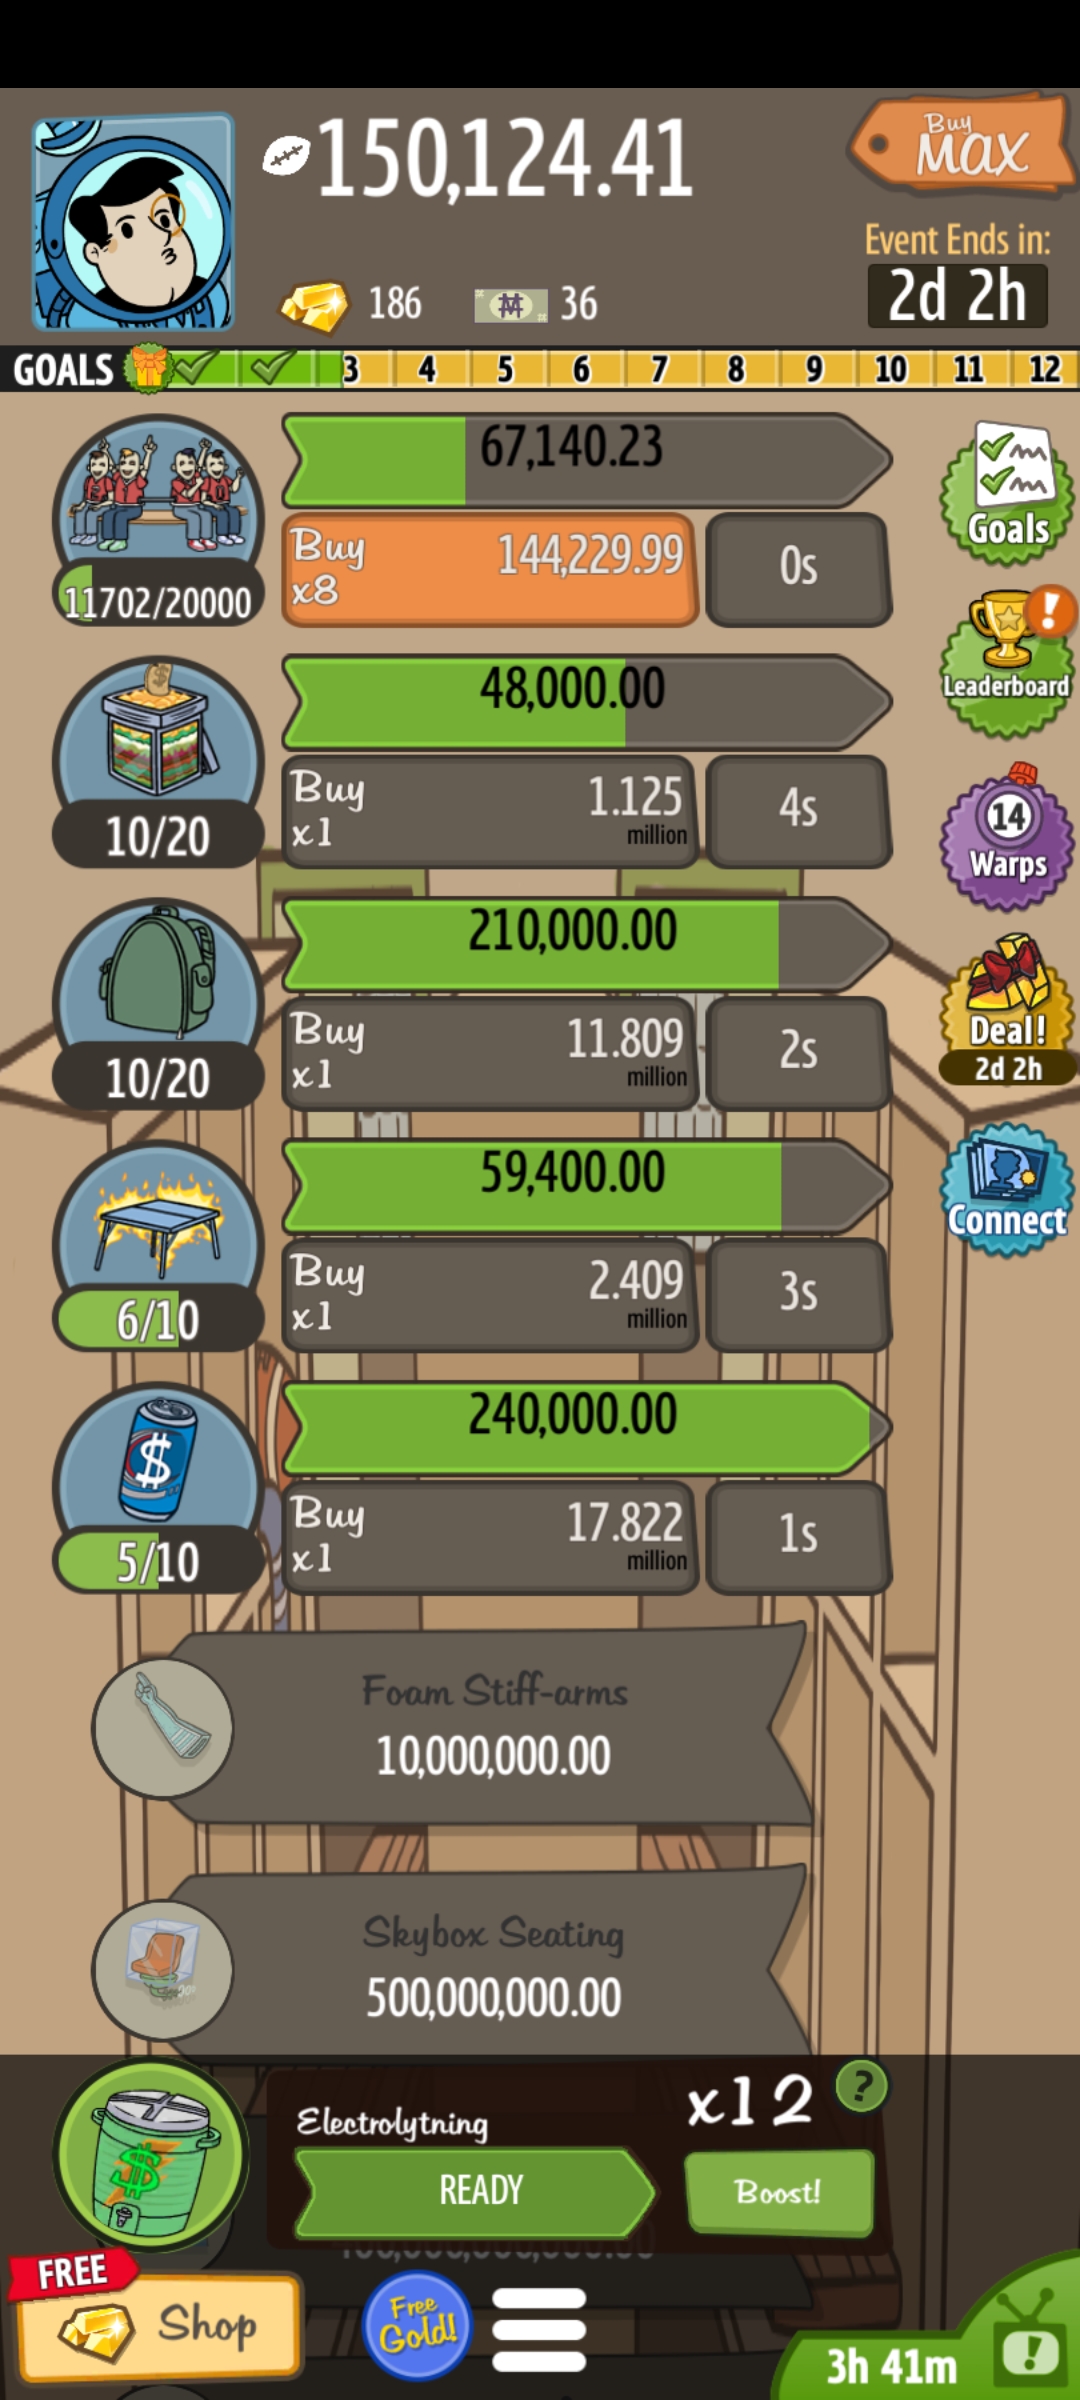 150,124.41
Buy
MAX
Event Ends in:
2d 2h
186
36
GOALS 3 4 5 6 7 8 9 10 11 12
67,140.23
Buy
x8
144,229.99
0s
11702/20000
Goals
48,000.00
Buy
x1
1.125
million
4s
10/20
!
Leaderboard
210,000.00
Buy
x1
11.809
million
2s
10/20
14
Warps
59,400.00
Buy
x1
2.409
million
3s
6/10
Deal!
2d 2h
240,000.00
Buy
x1
17.822
million
1s
$
5/10
Connect
Foam Stiff-arms
10,000,000.00
Skybox Seating
500,000,000.00
Electrolytning
x12
?
$
READY
Boost!
FREE
Shop
Free
Gold!
3h 41m
!